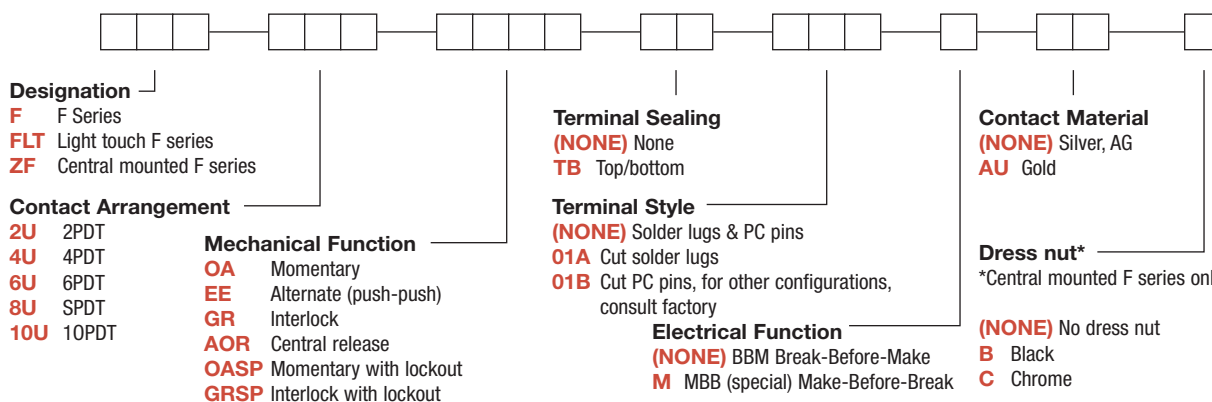 Designation
F F Series
FLT Light touch F series
ZF Central mounted F series
Contact Arrangement
2U 2PDT
4U 4PDT
6U 6PDT
8U SPDT
10U 10PDT
Mechanical Function
OA Momentary
EE Alternate (push-push)
GR Interlock
AOR Central release
OASP Momentary with lockout
GRSP Interlock with lockout
Terminal Sealing
(NONE) None
TB Top/bottom
Terminal Style
(NONE) Solder lugs & PC pins
01A Cut solder lugs
01B Cut PC pins, for other configurations,
consult factory
Electrical Function
(NONE) BBM Break-Before-Make
M MBB (special) Make-Before-Break
Contact Material
(NONE) Silver, AG
AU Gold
Dress nut*
*Central mounted F series onl
(NONE) No dress nut
B Black
C Chrome